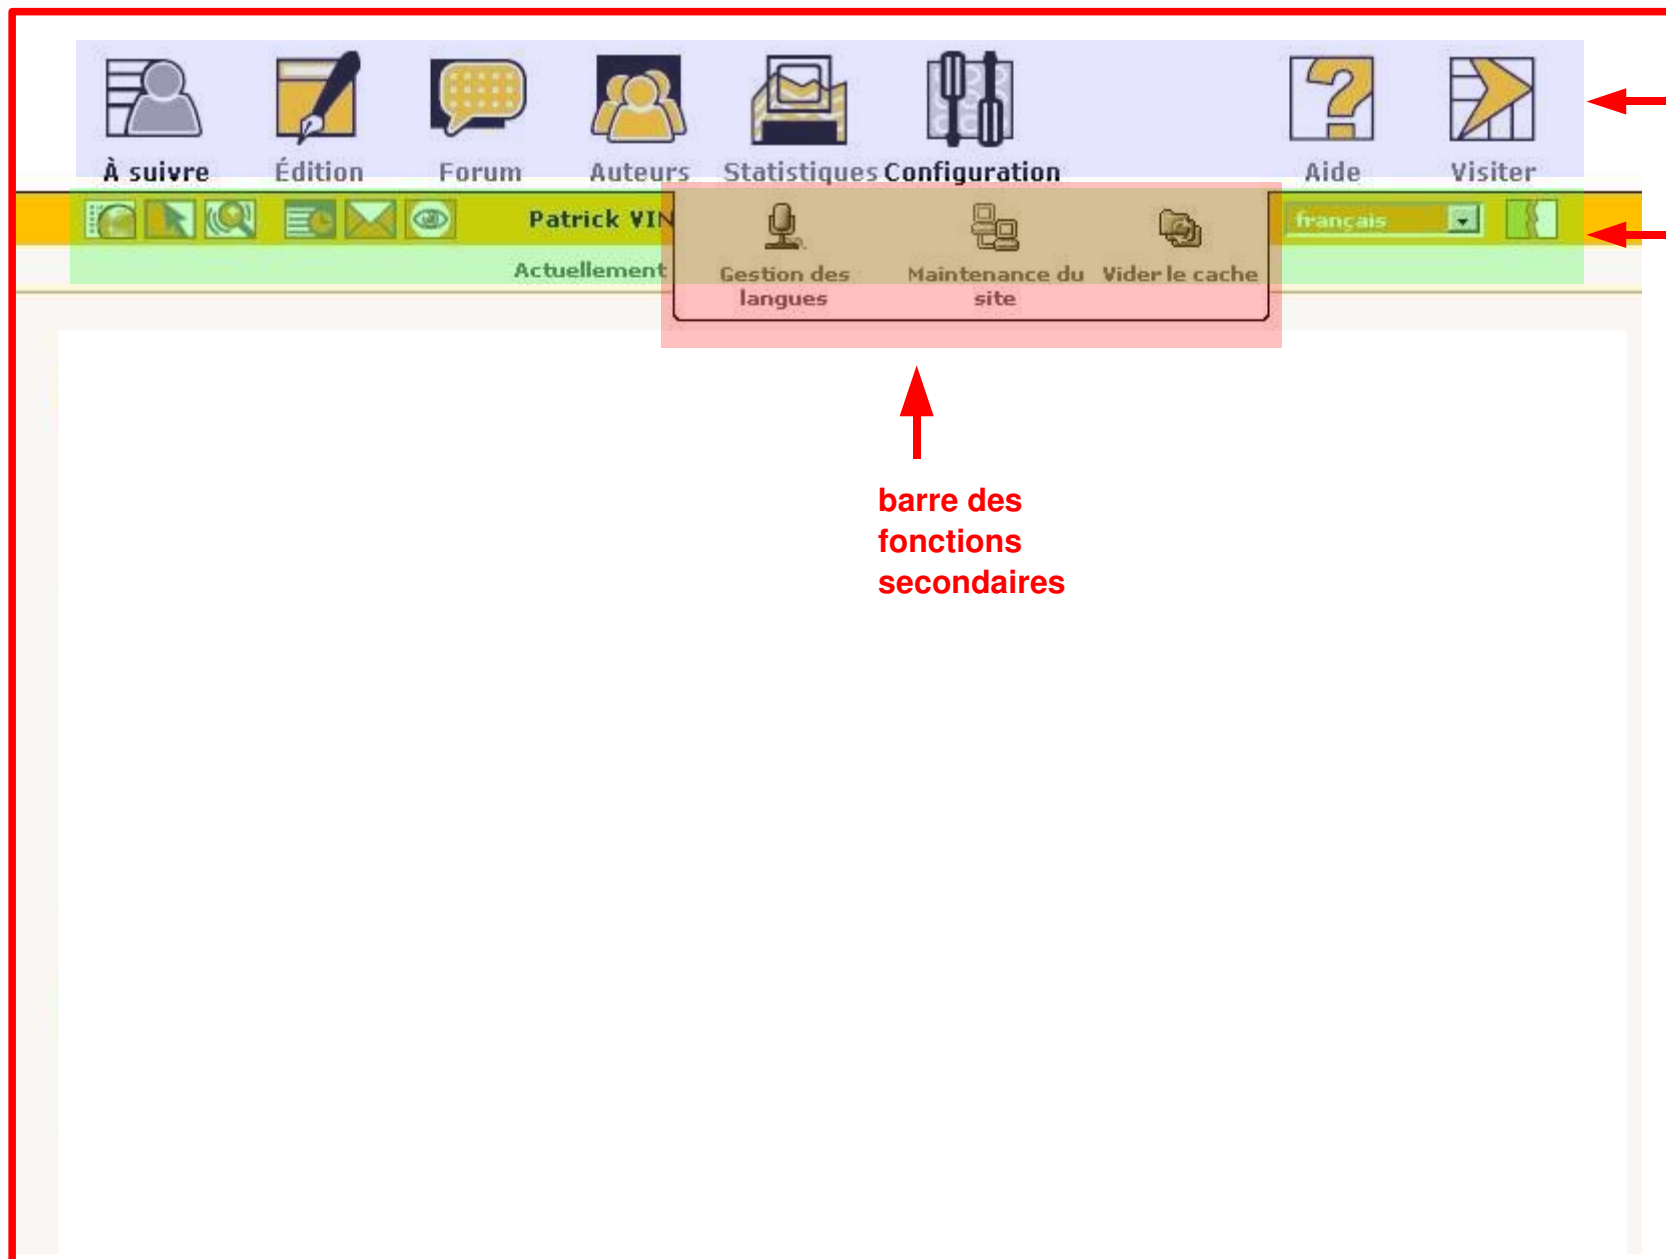 À suivre Édition Forum Auteurs Statistiques Configuration Aide Visiter
Patrick VIN français
Actuellement Gestion des langues Maintenance du site Vider le cache
barre des
fonctions
secondaires